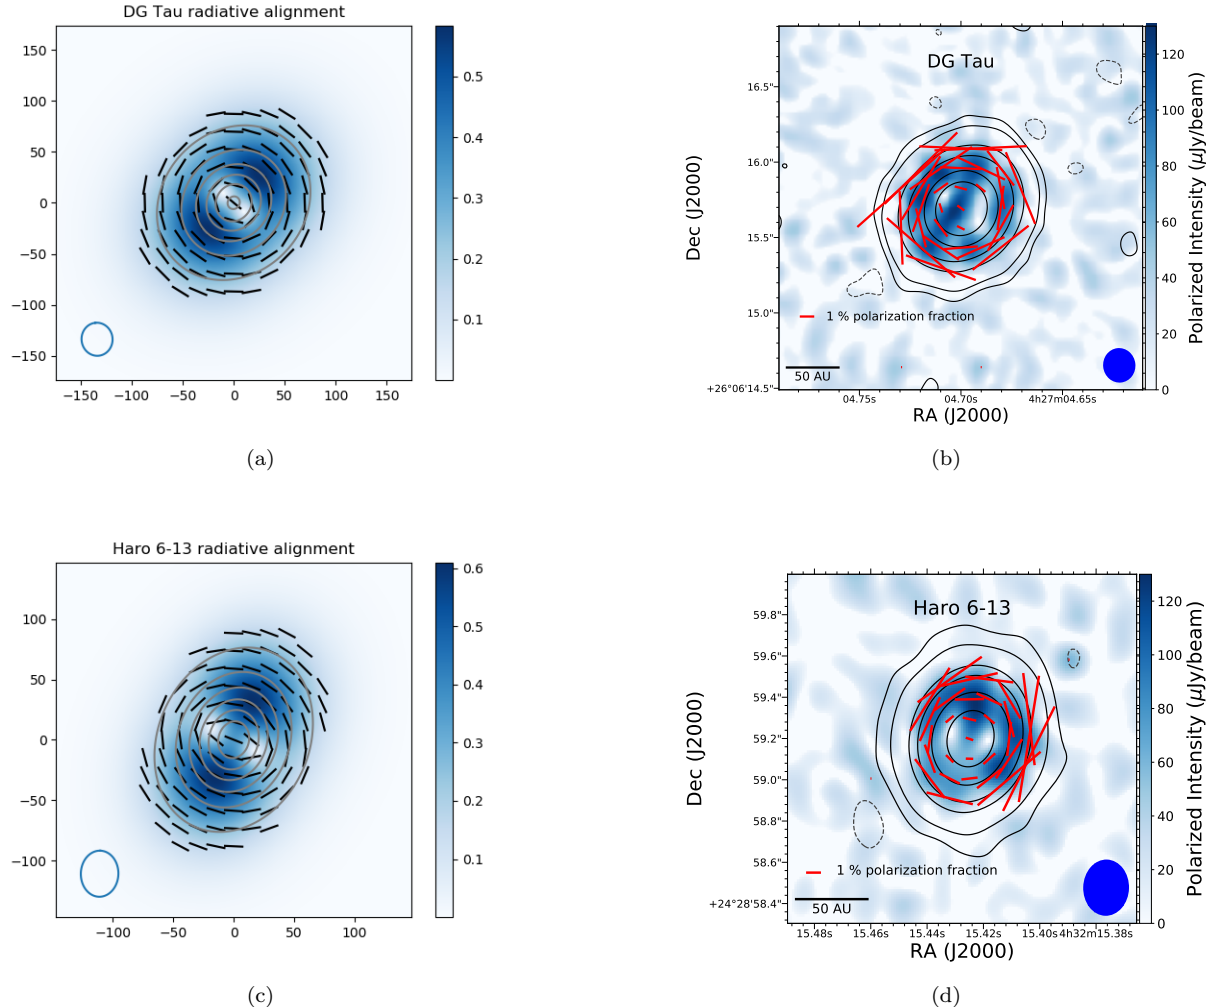 DG Tau radiative alignment
150
100
50
0
−50
−100
−150
−150 −100 −50 0 50 100 150
0.5
0.4
0.3
0.2
0.1
(a)
DG Tau
16.5"
16.0"
15.5"
15.0"
+26°06'14.5"
Dec (J2000)
1 % polarization fraction
50 AU
04.75s 04.70s 4h27m04.65s
RA (J2000)
120
100
80
60
40
20
0
Polarized Intensity (μJy/beam)
(b)
Haro 6-13 radiative alignment
100
50
0
−50
−100
−100 −50 0 50 100
0.6
0.5
0.4
0.3
0.2
0.1
(c)
Haro 6-13
59.8"
59.6"
59.4"
59.2"
59.0"
58.8"
58.6"
+24°28'58.4"
Dec (J2000)
1 % polarization fraction
50 AU
15.48s 15.46s 15.44s 15.42s 15.40s 4h32m15.38s
RA (J2000)
120
100
80
60
40
20
0
Polarized Intensity (μJy/beam)
(d)